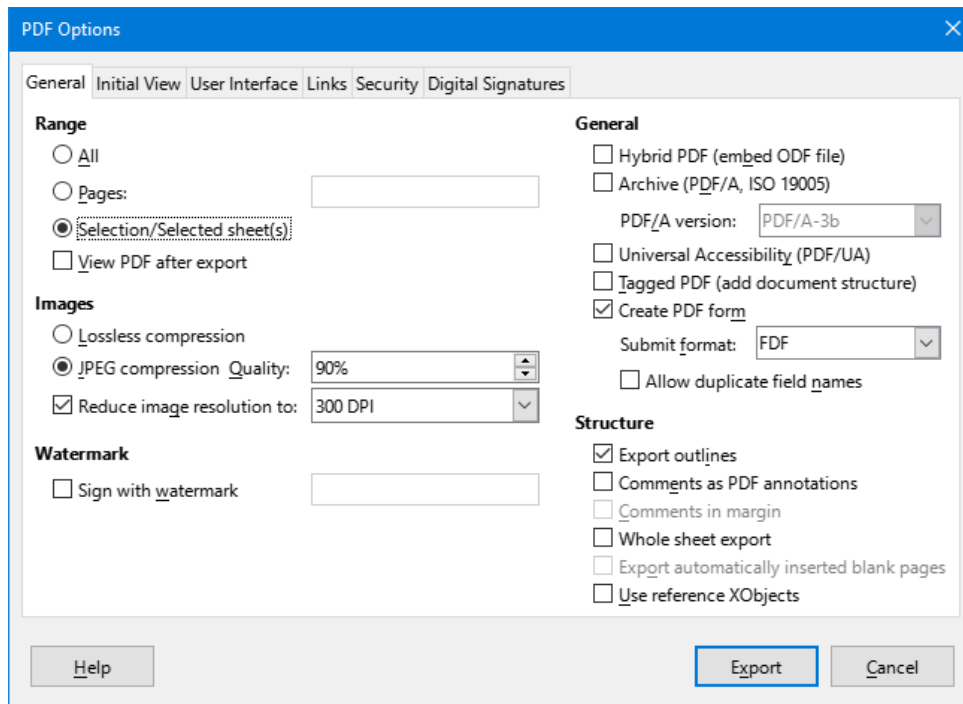 PDF Options
General Initial View User Interface Links Security Digital Signatures
Range
All
Pages:
Selection/Selected sheet(s)
View PDF after export
Images
Lossless compression
JPEG compression Quality: 90%
Reduce image resolution to: 300 DPI
Watermark
Sign with watermark
General
Hybrid PDF (embed ODF file)
Archive (PDF/A, ISO 19005)
PDF/A version: PDF/A-3b
Universal Accessibility (PDF/UA)
Tagged PDF (add document structure)
Create PDF form
Submit format: FDF
Allow duplicate field names
Structure
Export outlines
Comments as PDF annotations
Comments in margin
Whole sheet export
Export automatically inserted blank pages
Use reference XObjects
Help Export Cancel